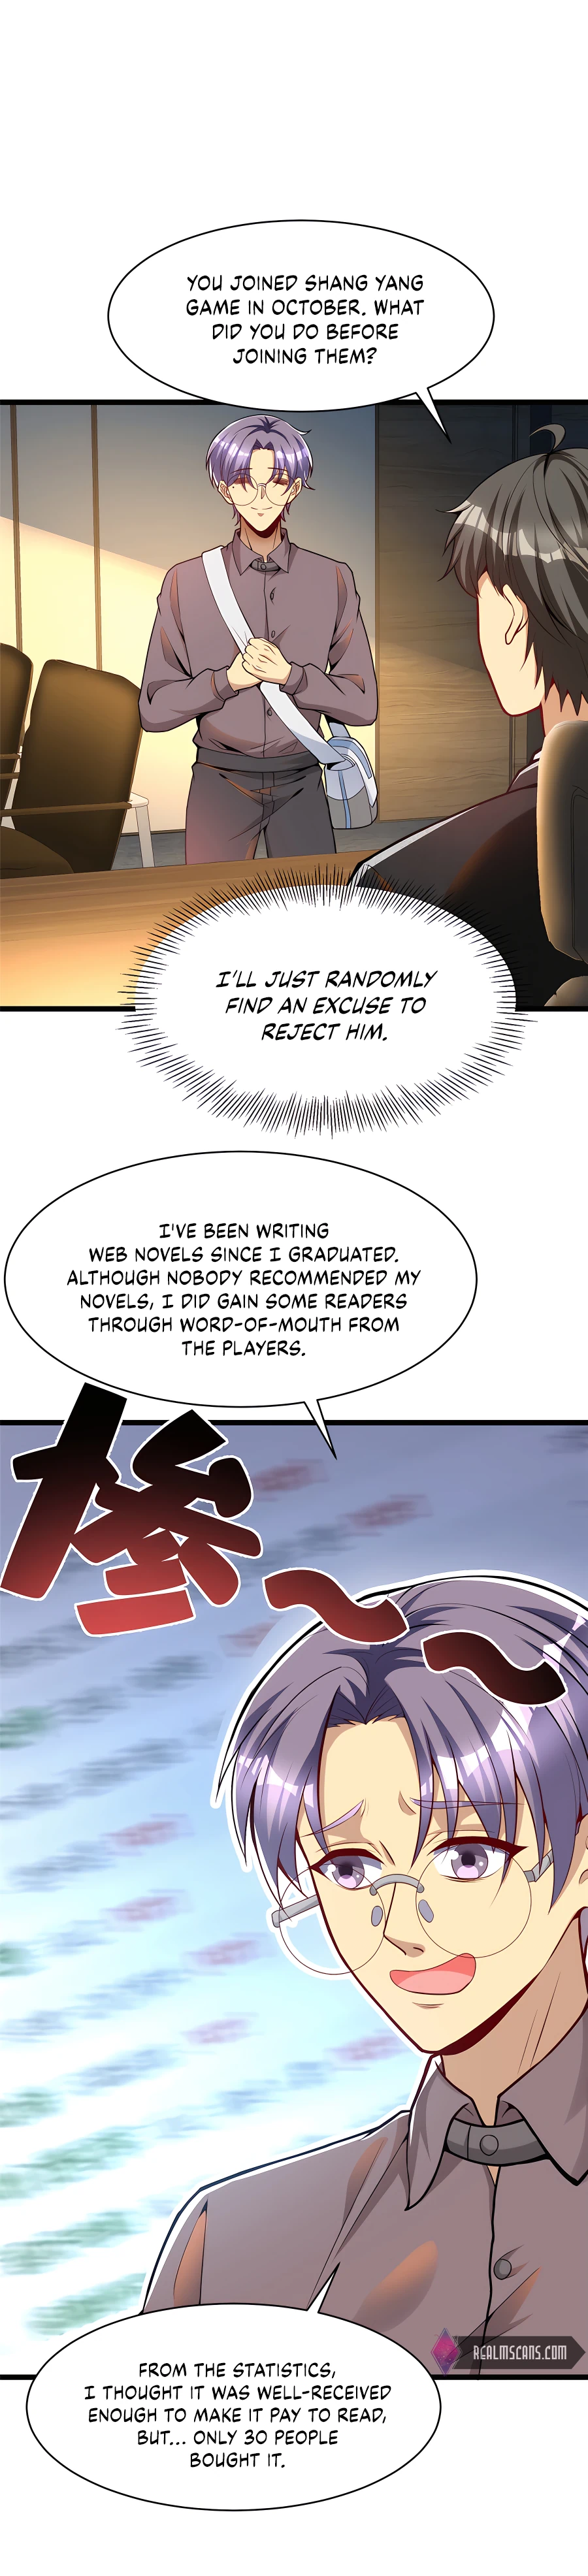 YOU JOINED SHANG YANG
GAME IN OCTOBER. WHAT
DID YOU DO BEFORE
JOINING THEM?
I'LL JUST RANDOMLY
FIND AN EXCUSE TO
REJECT HIM.
I'VE BEEN WRITING
WEB NOVELS SINCE I GRADUATED.
ALTHOUGH NOBODY RECOMMENDED MY
NOVELS, I DID GAIN SOME READERS
THROUGH WORD-OF-MOUTH FROM
THE PLAYERS.
惨~~
REALMSCANS.COM
FROM THE STATISTICS,
I THOUGHT IT WAS WELL-RECEIVED
ENOUGH TO MAKE IT PAY TO READ,
BUT... ONLY 30 PEOPLE
BOUGHT IT.